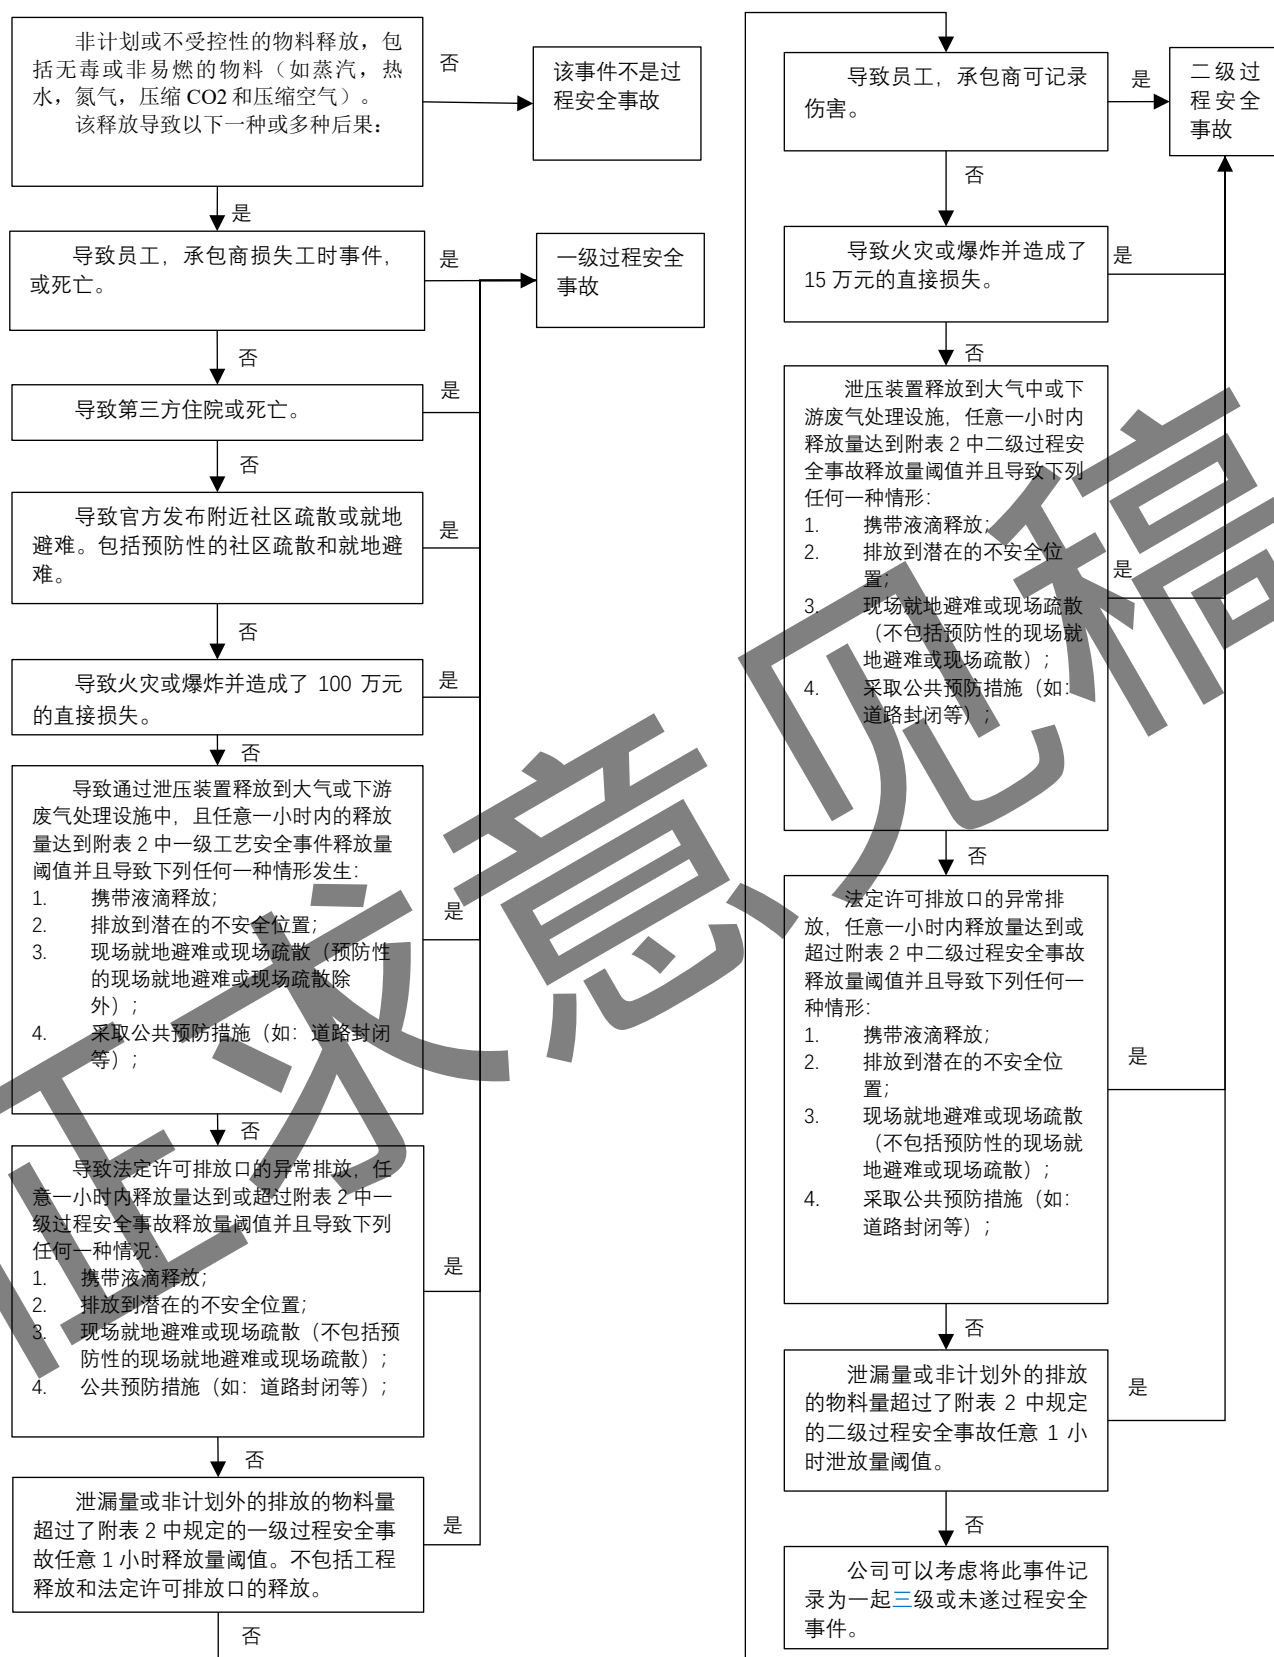 非计划或不受控性的物料释放，包
括无毒或非易燃的物料（如蒸汽，热
水，氮气，压缩 CO2 和压缩空气）。
该释放导致以下一种或多种后果：
否
该事件不是过
程安全事故
是
导致员工，承包商损失工时事件，
或死亡。
是
一级过程安全
事故
否
导致第三方住院或死亡。
是
否
导致官方发布附近社区疏散或就地
避难。包括预防性的社区疏散和就地避
难。
是
否
导致火灾或爆炸并造成了 100 万元
的直接损失。
是
否
导致通过泄压装置释放到大气或下游
废气处理设施中，且任意一小时内的释放
量达到附表 2 中一级工艺安全事件释放量
阈值并且导致下列任何一种情形发生：
1. 携带液滴释放；
2. 排放到潜在的不安全位置；
3. 现场就地避难或现场疏散（预防性
的现场就地避难或现场疏散除
外）；
4. 采取公共预防措施（如：道路封闭
等）；
是
否
导致法定许可排放口的异常排放，任
意一小时内释放量达到或超过附表 2 中一
级过程安全事故释放量阈值并且导致下列
任何一种情况：
1. 携带液滴释放；
2. 排放到潜在的不安全位置；
3. 现场就地避难或现场疏散（不包括预
防性的现场就地避难或现场疏散）；
4. 公共预防措施（如：道路封闭等）；
是
否
泄漏量或非计划外的排放的物料量
超过了附表 2 中规定的一级过程安全事
故任意 1 小时释放量阈值。不包括工程
释放和法定许可排放口的释放。
是
否
导致员工，承包商可记录
伤害。
是
二级过
程安全
事故
否
导致火灾或爆炸并造成了
15 万元的直接损失。
是
否
泄压装置释放到大气中或下
游废气处理设施，任意一小时内
释放量达到附表 2 中二级过程安
全事故释放量阈值并且导致下列
任何一种情形：
1. 携带液滴释放；
2. 排放到潜在的不安全位
置；
3. 现场就地避难或现场疏散
（不包括预防性的现场就
地避难或现场疏散）；
4. 采取公共预防措施（如：
道路封闭等）；
是
否
法定许可排放口的异常排
放，任意一小时内释放量达到或
超过附表 2 中二级过程安全事故
释放量阈值并且导致下列任何一
种情形：
1. 携带液滴释放；
2. 排放到潜在的不安全位
置；
3. 现场就地避难或现场疏散
（不包括预防性的现场就
地避难或现场疏散）；
4. 采取公共预防措施（如：
道路封闭等）；
是
否
泄漏量或非计划外的排放
的物料量超过了附表 2 中规定
的二级过程安全事故任意 1 小
时泄放量阈值。
是
否
公司可以考虑将此事件记
录为一起三级或未遂过程安全
事件。
征求意见稿